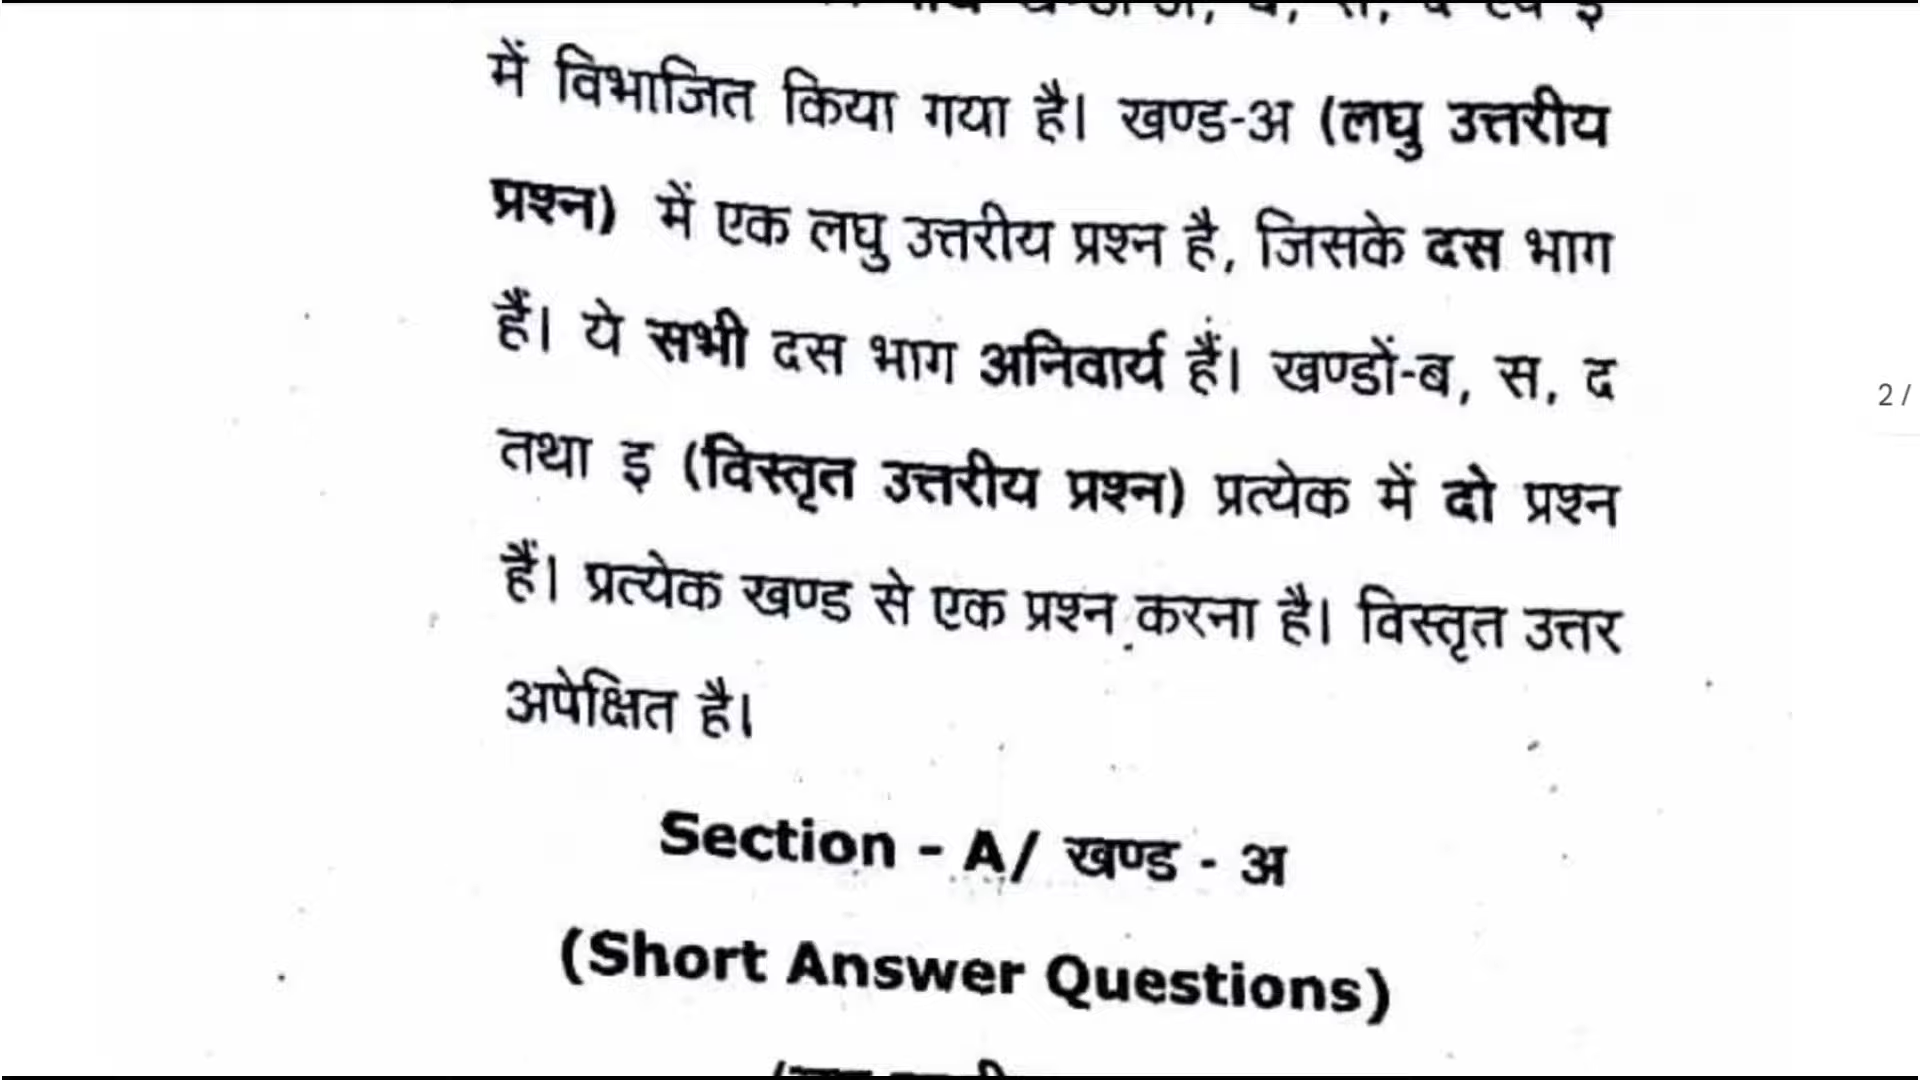 में विभाजित किया गया है। खण्ड-अ (लघु उत्तरीय
प्रश्न) में एक लघु उत्तरीय प्रश्न है, जिसके दस भाग
हैं। ये सभी दस भाग अनिवार्य हैं। खण्डों-ब, स, द
तथा इ (विस्तृत उत्तरीय प्रश्न) प्रत्येक में दो प्रश्न
हैं। प्रत्येक खण्ड से एक प्रश्न करना है। विस्तृत उत्तर
अपेक्षित है।
2 /
Section - A/ खण्ड - अ
(Short Answer Questions)